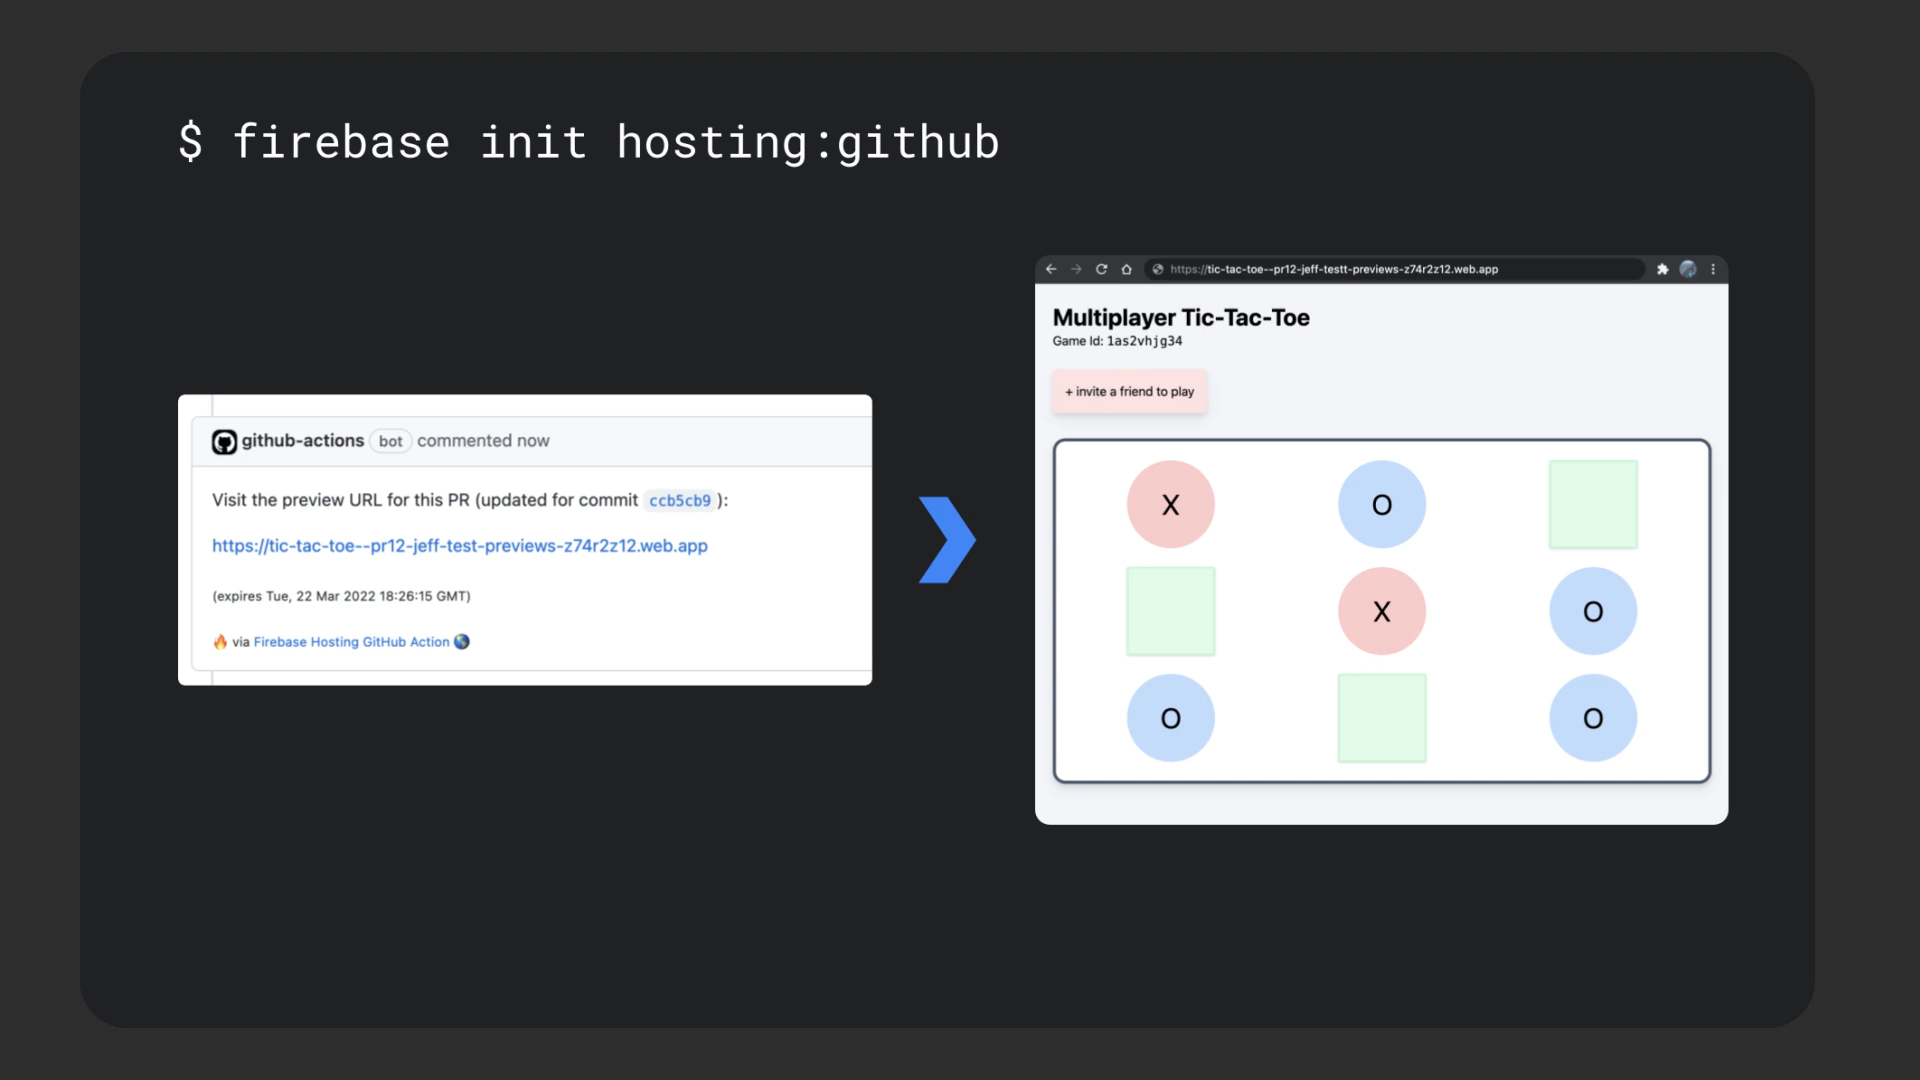 $ firebase init hosting:github
github-actions bot commented now
Visit the preview URL for this PR (updated for commit ccb5cb9 ):
https://tic-tac-toe--pr12-jeff-test-previews-z74r2z12.web.app
(expires Tue, 22 Mar 2022 18:26:15 GMT)
via Firebase Hosting GitHub Action
https://tic-tac-toe--pr12-jeff-testt-previews-z74r2z12.web.app
Multiplayer Tic-Tac-Toe
Game Id: 1as2vhjg34
+ invite a friend to play
X O
X O
O O